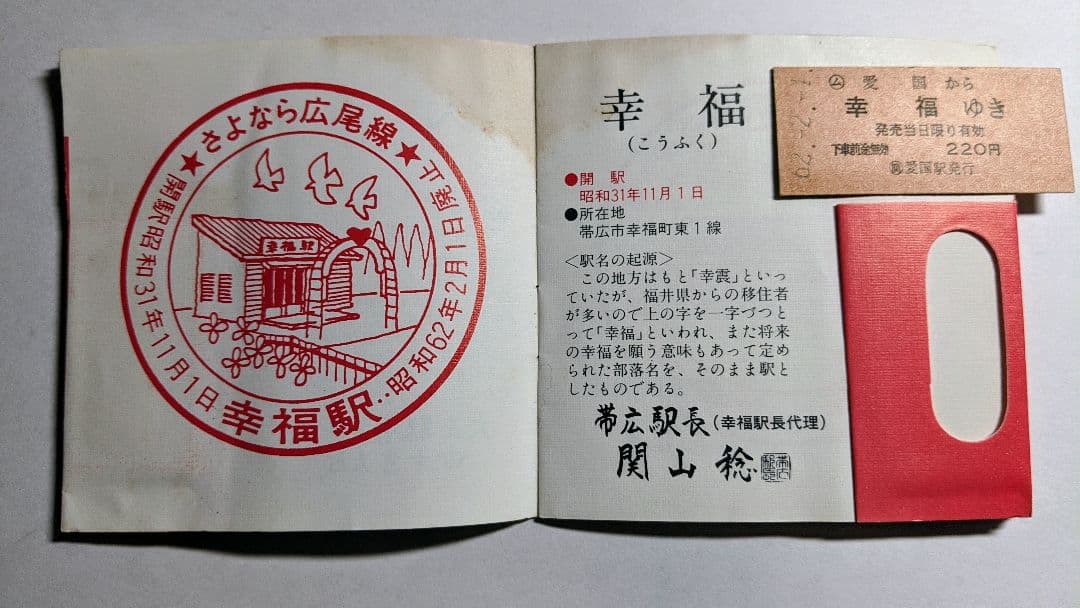 ★さよなら広尾線★
開駅昭和31年11月1日
幸福駅
幸福駅‥昭和62年2月1日廃止
幸福
(こうふく)
●開駅
昭和31年11月1日
●所在地
帯広市幸福町東1線
<駅名の起源>
この地方はもと「幸震」といっ
ていたが、福井県からの移住者
が多いので上の字を一字づつと
って「幸福」といわれ、また将来
の幸福を願う意味もあって定め
られた部落名を、そのまま駅と
したものである。
帯広駅長(幸福駅長代理)
関山稔
㋰愛国から
幸福ゆき
発売当日限り有効
下車前途無効 220円
愛国駅発行